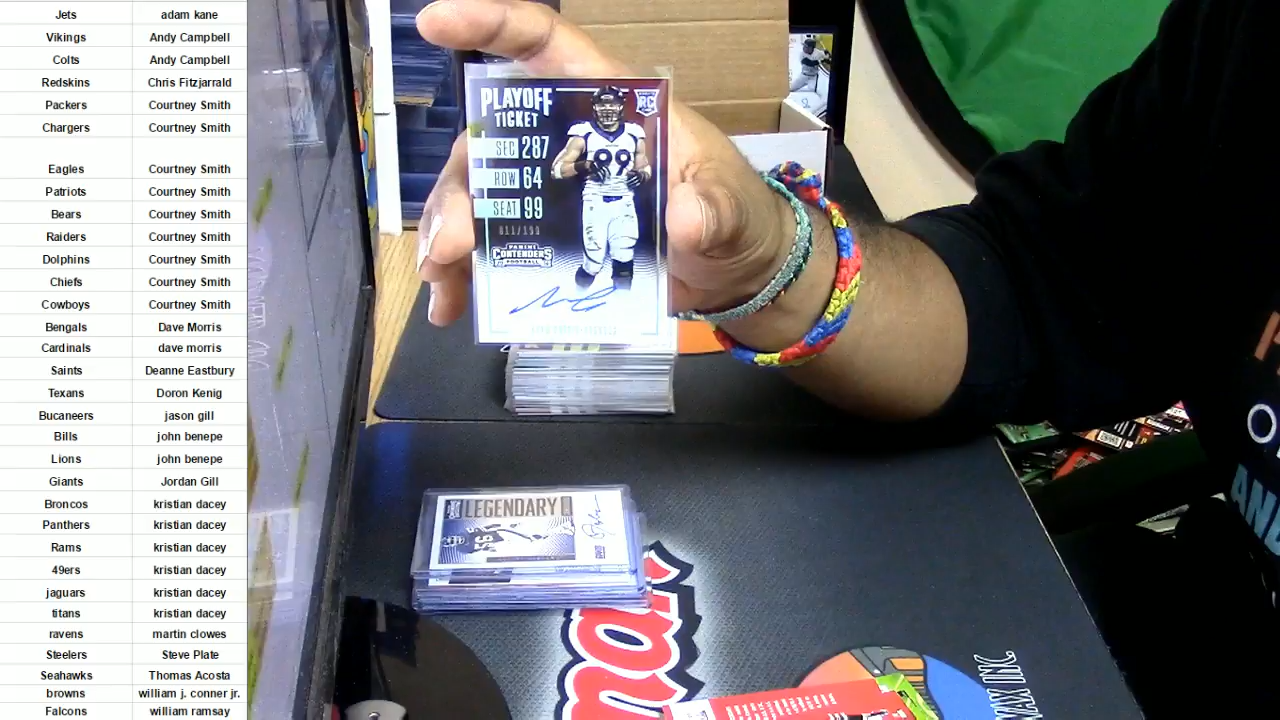 Jets adam kane
Vikings Andy Campbell
Colts Andy Campbell
Redskins Chris Fitzjarrald
Packers Courtney Smith
Chargers Courtney Smith
Eagles Courtney Smith
Patriots Courtney Smith
Bears Courtney Smith
Raiders Courtney Smith
Dolphins Courtney Smith
Chiefs Courtney Smith
Cowboys Courtney Smith
Bengals Dave Morris
Cardinals dave morris
Saints Deanne Eastbury
Texans Doron Kenig
Bucaneers jason gill
Bills john benepe
Lions john benepe
Giants Jordan Gill
Broncos kristian dacey
Panthers kristian dacey
Rams kristian dacey
49ers kristian dacey
jaguars kristian dacey
titans kristian dacey
ravens martin clowes
Steelers Steve Plate
Seahawks Thomas Acosta
browns william j. conner jr.
Falcons william ramsay
PLAYOFF
TICKET
RC
SEC 287
ROW 64
SEAT 99
99
PANINI
CONTENDERS
FOOTBALL
LEGENDARY
56
WAX INC.
AN